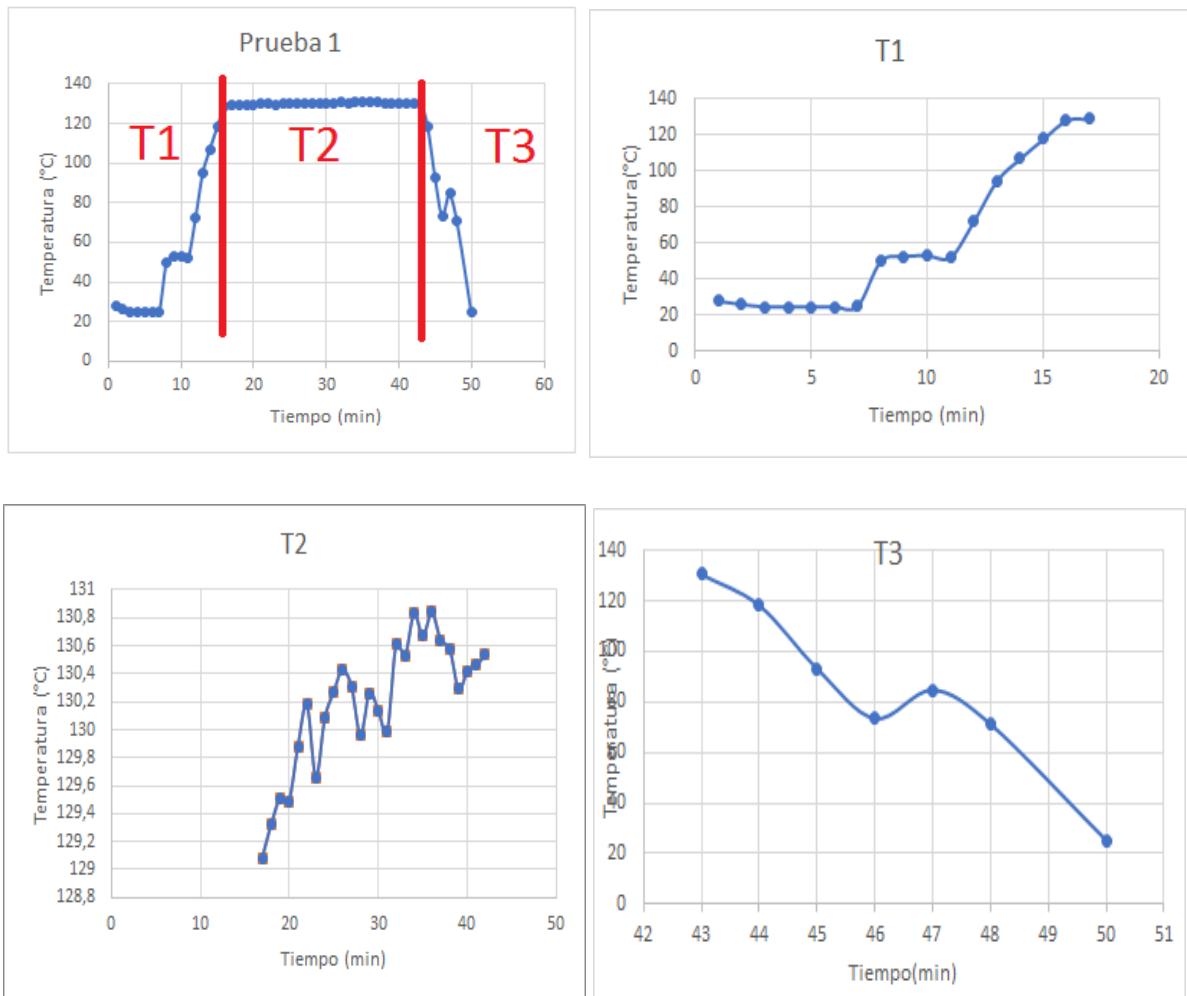 Prueba 1
140
120
100
80
60
40
20
0
T1
T2
T3
0 10 20 30 40 50 60
Temperatura (°C)
Tiempo (min)
T1
140
120
100
80
60
40
20
0
0 5 10 15 20
Temperatura(°C)
Tiempo (min)
T2
131
130,8
130,6
130,4
130,2
130
129,8
129,6
129,4
129,2
129
128,8
0 10 20 30 40 50
Temperatura (°C)
Tiempo (min)
T3
140
120
100
80
60
40
20
0
42 43 44 45 46 47 48 49 50 51
Temperatura (°C)
Tiempo(min)